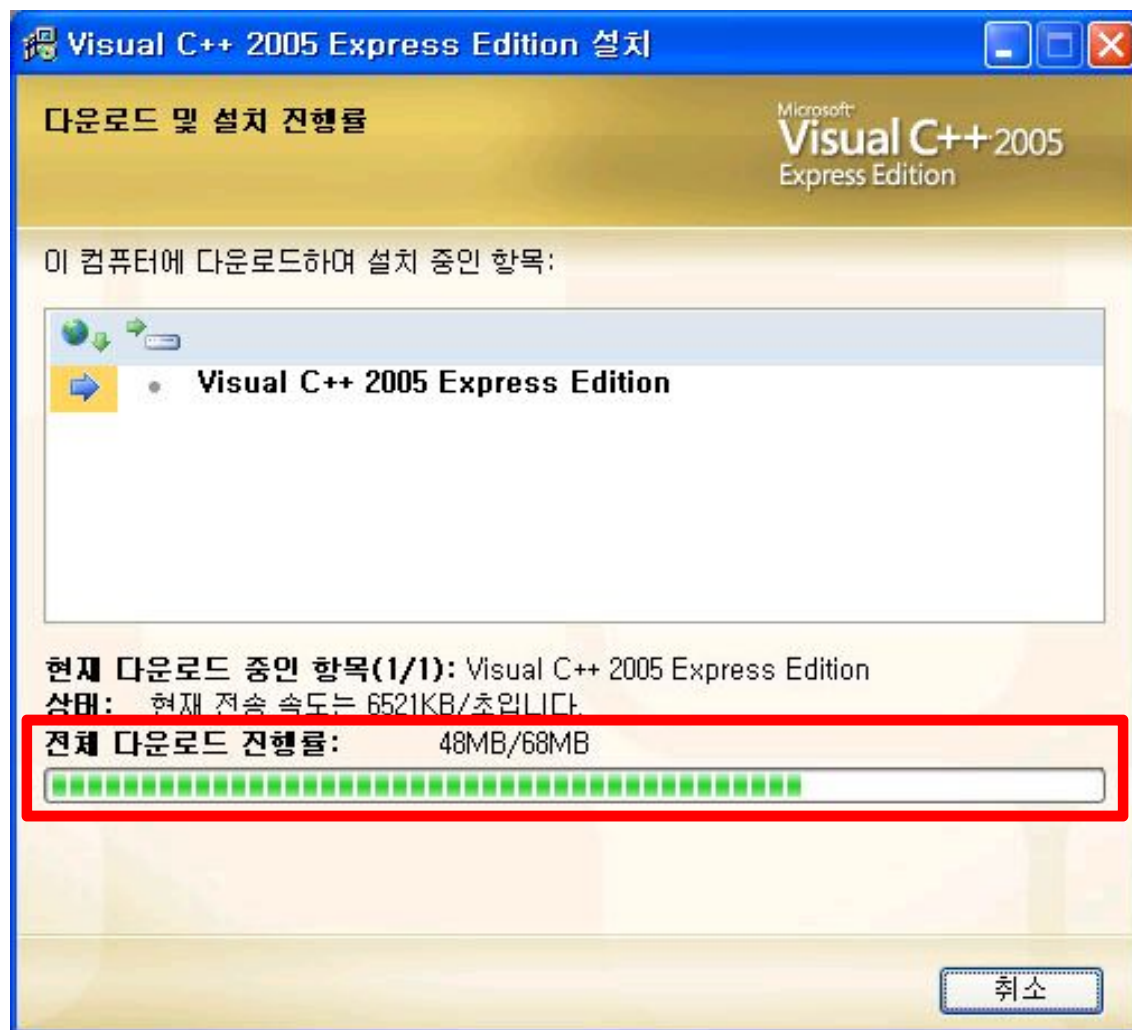 Visual C++ 2005 Express Edition 설치
다운로드 및 설치 진행률
Microsoft
Visual C++ 2005
Express Edition
이 컴퓨터에 다운로드하여 설치 중인 항목:
Visual C++ 2005 Express Edition
현재 다운로드 중인 항목(1/1): Visual C++ 2005 Express Edition
상태: 현재 전송 속도는 6521KB/초입니다.
전체 다운로드 진행률: 48MB/68MB
취소